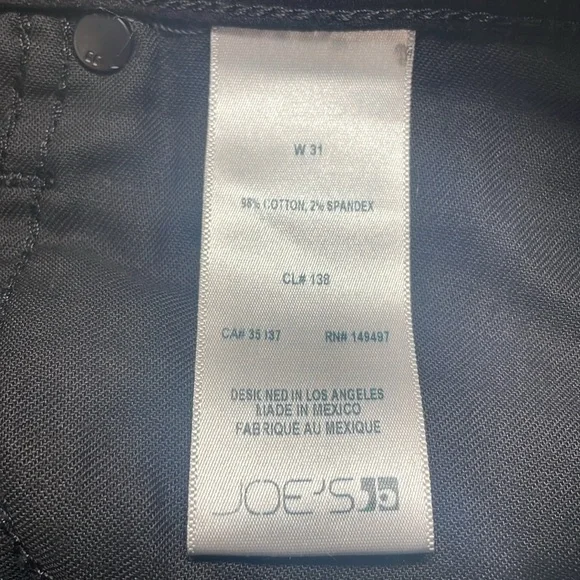 W 31
98% COTTON, 2% SPANDEX
CL# 138
CA# 35137 RN# 149497
DESIGNED IN LOS ANGELES
MADE IN MEXICO
FABRIQUÉ AU MEXIQUE
JOE'S